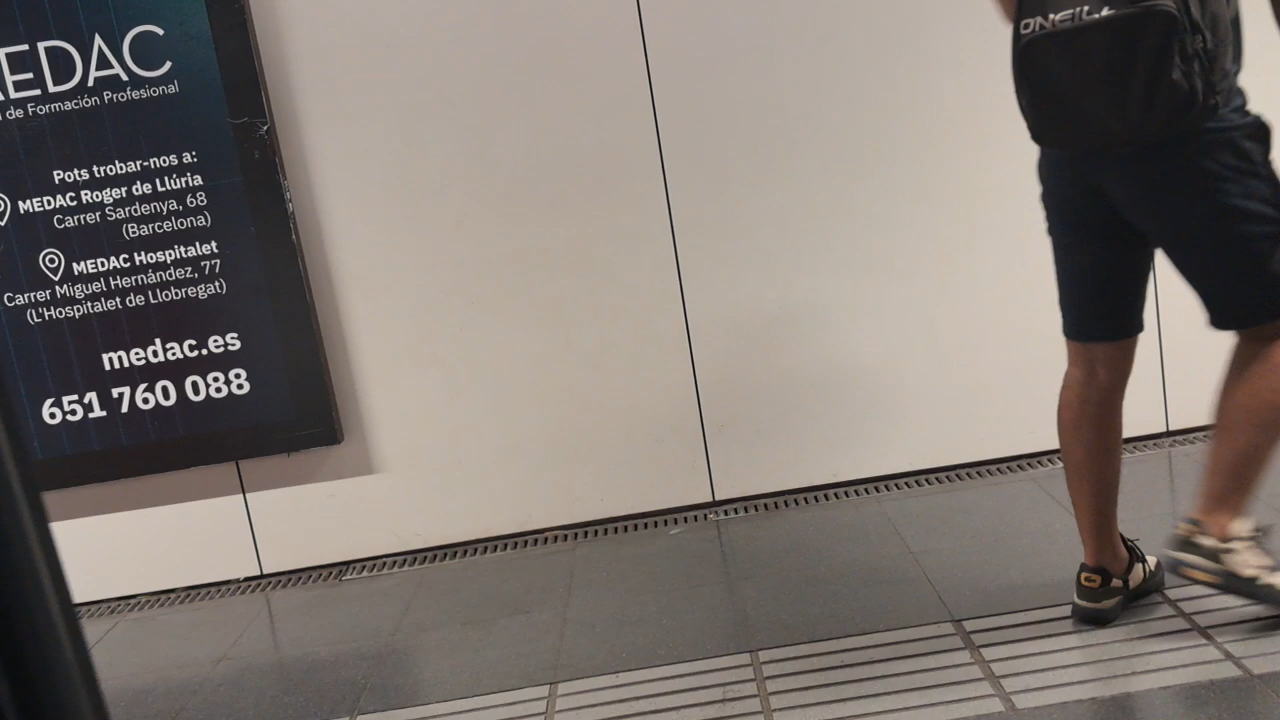 MEDAC
de Formación Profesional
Pots trobar-nos a:
MEDAC Roger de Llúria
Carrer Sardenya, 68
(Barcelona)
MEDAC Hospitalet
Carrer Miguel Hernández, 77
(L'Hospitalet de Llobregat)
medac.es
651 760 088
ONEILL